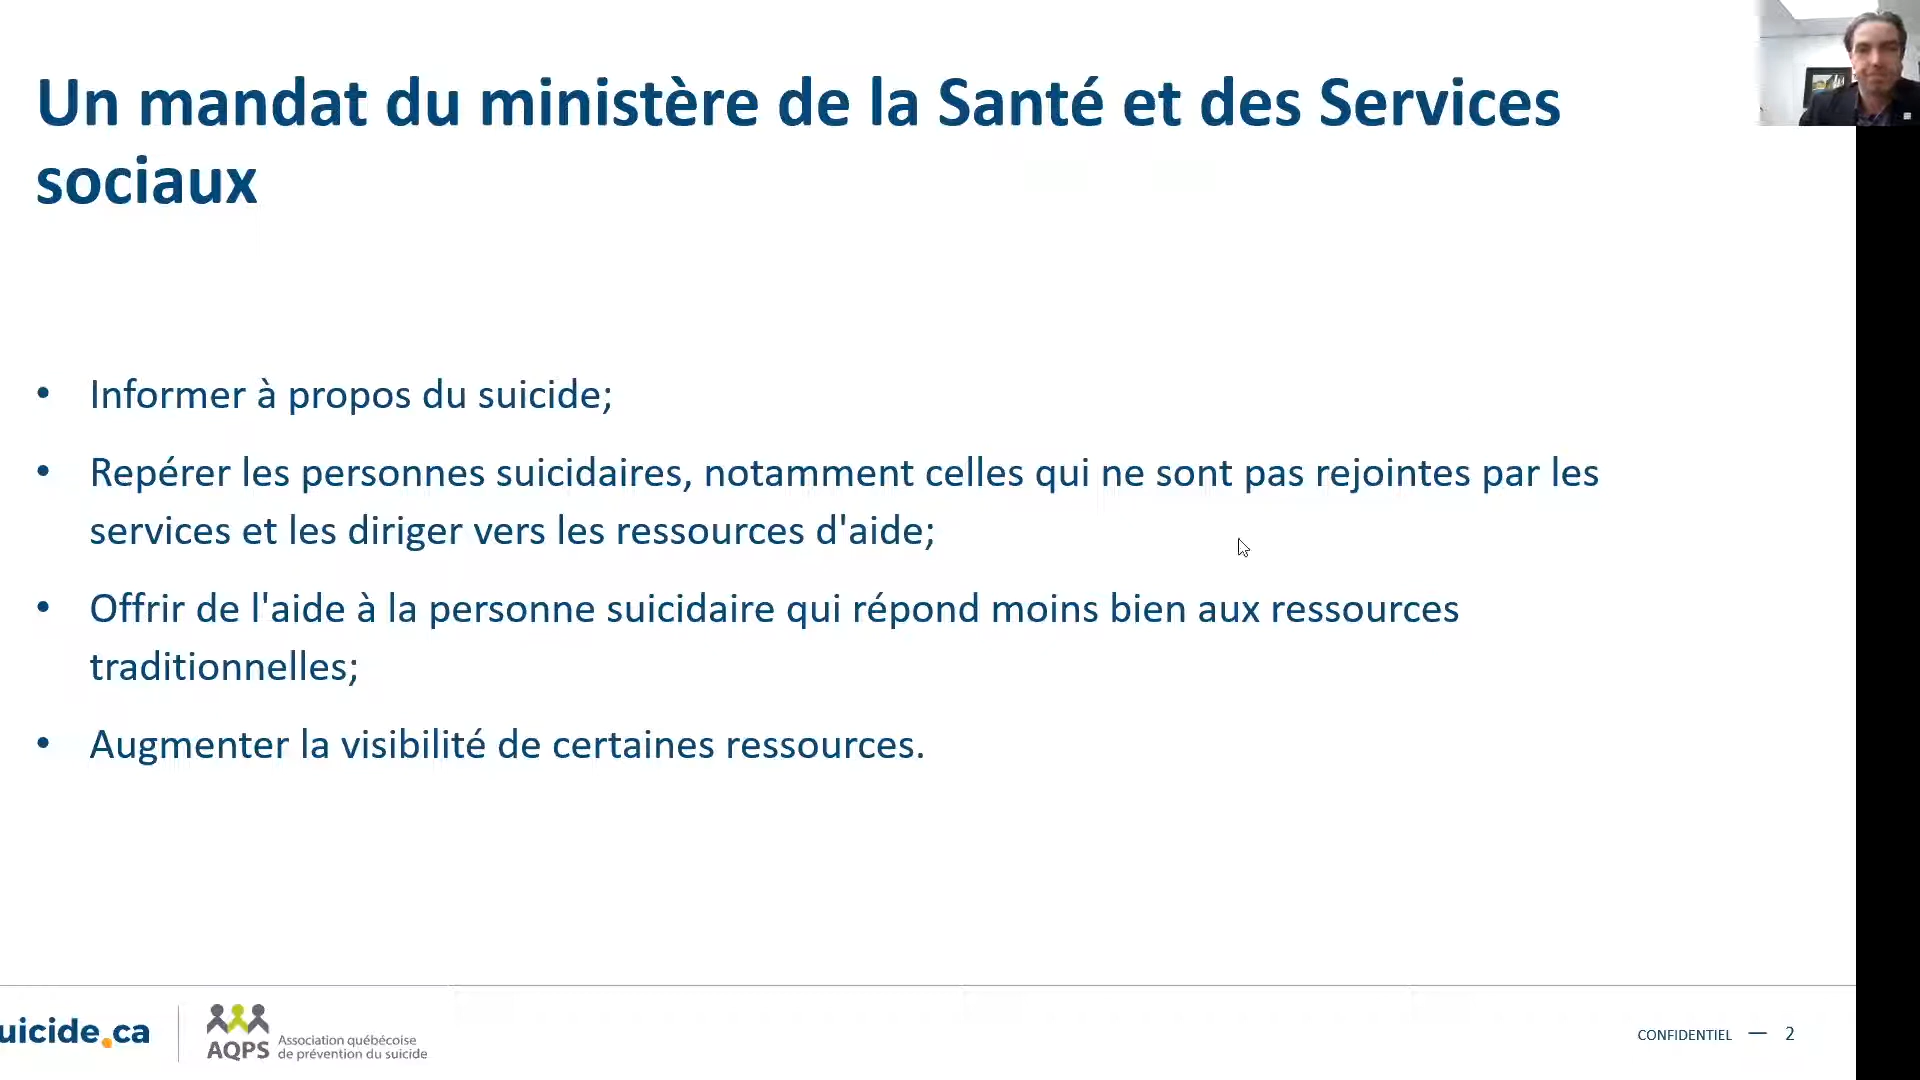 Un mandat du ministère de la Santé et des Services
sociaux
• Informer à propos du suicide;
• Repérer les personnes suicidaires, notamment celles qui ne sont pas rejointes par les
services et les diriger vers les ressources d'aide;
• Offrir de l'aide à la personne suicidaire qui répond moins bien aux ressources
traditionnelles;
• Augmenter la visibilité de certaines ressources.
uicide.ca
AQPS
Association québécoise
de prévention du suicide
CONFIDENTIEL — 2